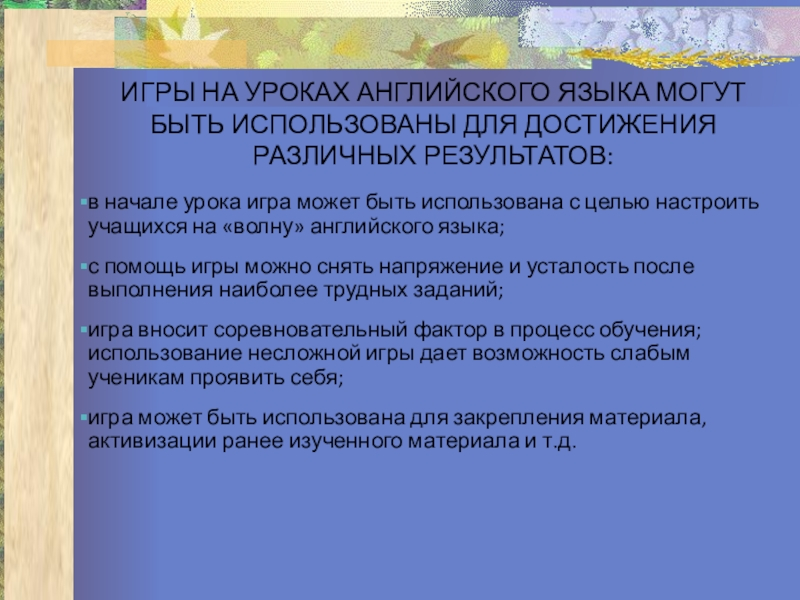 ИГРЫ НА УРОКАХ АНГЛИЙСКОГО ЯЗЫКА МОГУТ
БЫТЬ ИСПОЛЬЗОВАНЫ ДЛЯ ДОСТИЖЕНИЯ
РАЗЛИЧНЫХ РЕЗУЛЬТАТОВ:
▪в начале урока игра может быть использована с целью настроить
учащихся на «волну» английского языка;
▪с помощь игры можно снять напряжение и усталость после
выполнения наиболее трудных заданий;
▪игра вносит соревновательный фактор в процесс обучения;
использование несложной игры дает возможность слабым
ученикам проявить себя;
▪игра может быть использована для закрепления материала,
активизации ранее изученного материала и т.д.